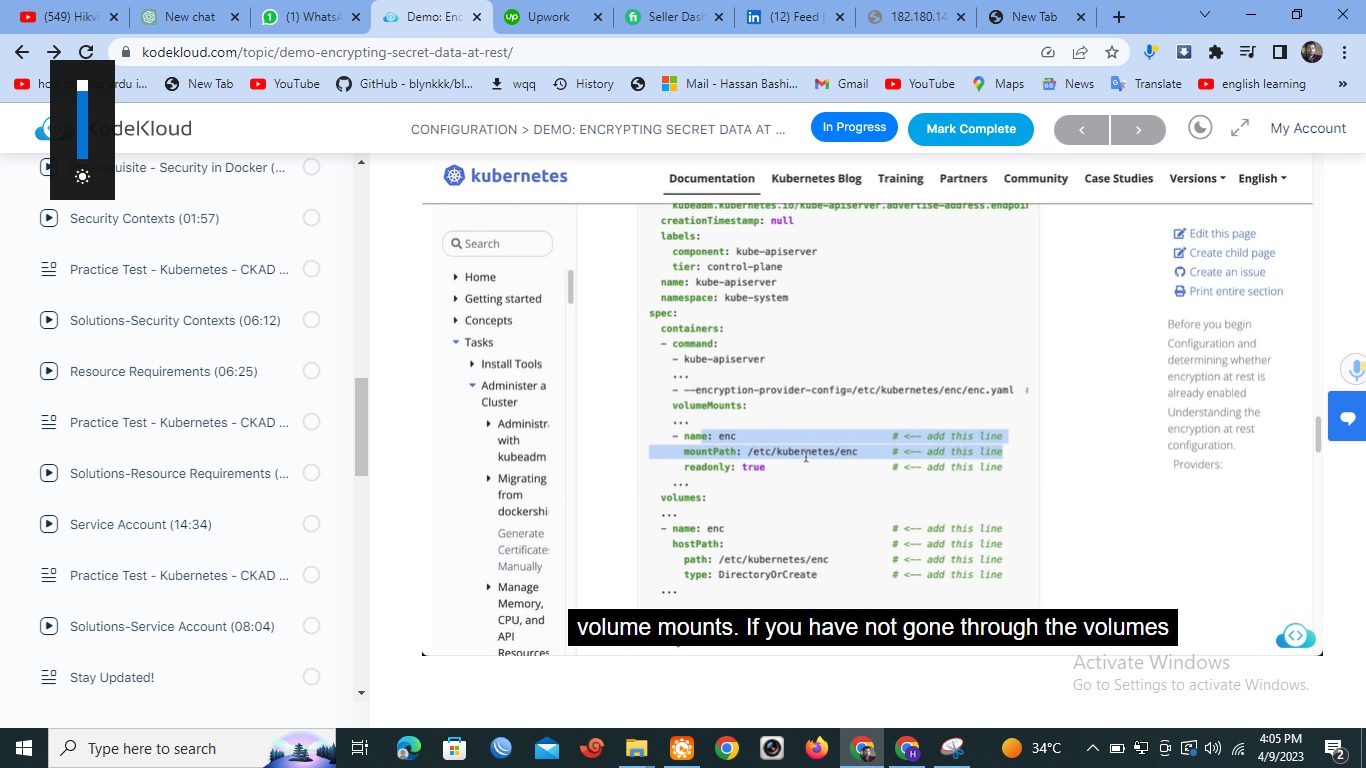 (549) Hikvi
New chat
(1) WhatsA
Demo: Enc
Upwork
Seller Dash
(12) Feed |
182.180.14
New Tab
kodekloud.com/topic/demo-encrypting-secret-data-at-rest/
urdu i...
New Tab
YouTube
GitHub - blynkkk/bl...
wqq
History
Mail - Hassan Bashi...
Gmail
YouTube
Maps
News
Translate
english learning
KodeKloud
CONFIGURATION > DEMO: ENCRYPTING SECRET DATA AT ...
In Progress
Mark Complete
My Account
- Security in Docker (...
Security Contexts (01:57)
Practice Test - Kubernetes - CKAD ...
Solutions-Security Contexts (06:12)
Resource Requirements (06:25)
Practice Test - Kubernetes - CKAD ...
Solutions-Resource Requirements (...
Service Account (14:34)
Practice Test - Kubernetes - CKAD ...
Solutions-Service Account (08:04)
Stay Updated!
kubernetes
Documentation
Kubernetes Blog
Training
Partners
Community
Case Studies
Versions
English
Search
Home
Getting started
Concepts
Tasks
Install Tools
Administer a
Cluster
Administr
with
kubeadm
Migrating
from
dockershi
Generate
Certificates
Manually
Manage
Memory,
CPU, and
API
Resources
kubeadm.kubernetes.io/kube-apiserver.advertise-address.endpoin
creationTimestamp: null
labels:
component: kube-apiserver
tier: control-plane
name: kube-apiserver
namespace: kube-system
spec:
containers:
- command:
- kube-apiserver
...
- --encryption-provider-config=/etc/kubernetes/enc/enc.yaml #
volumeMounts:
...
- name: enc # <-- add this line
mountPath: /etc/kubernetes/enc # <-- add this line
readonly: true # <-- add this line
...
volumes:
...
- name: enc # <-- add this line
hostPath: # <-- add this line
path: /etc/kubernetes/enc # <-- add this line
type: DirectoryOrCreate # <-- add this line
...
Edit this page
Create child page
Create an issue
Print entire section
Before you begin
Configuration and
determining whether
encryption at rest is
already enabled
Understanding the
encryption at rest
configuration.
Providers:
volume mounts. If you have not gone through the volumes
Activate Windows
Go to Settings to activate Windows.
Type here to search
34°C
4:05 PM
4/9/2023
2